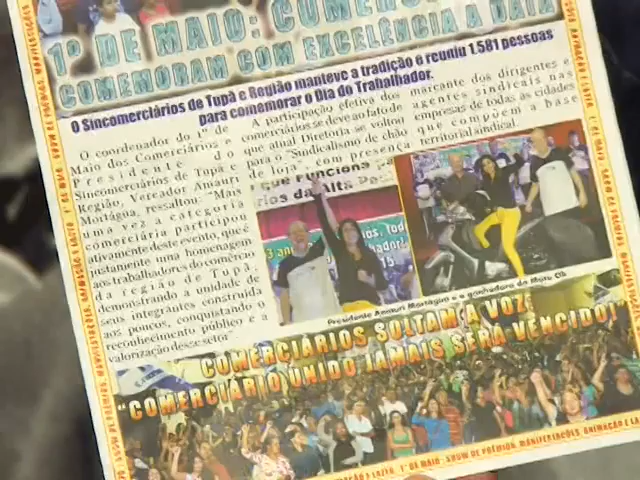 1º DE MAIO:
COMEMORAM COM EXCELÊNCIA A DATA
O Sincomerciários de Tupã e Região manteve a tradição e reuniu 1.581 pessoas
para comemorar o Dia do Trabalhador.
O coordenador do 1º de
Maio dos Comerciários e
Presidente do
Sincomerciários de Tupã e
Região, Vereador Amauri
Mortágua, ressaltou: "Mais
uma vez a categoria
comerciária participou
ativamente deste evento, que é
justamente uma homenagem
aos trabalhadores do comércio
da região de Tupã,
demonstrando a unidade de
seus integrantes construída
aos poucos, conquistando o
reconhecimento público e a
valorização desse setor"
A participação efetiva dos
comerciários se deve ao fato de
que atual Diretoria se voltou
para o "Sindicalismo de chão
de loja", com presença
marcante dos dirigentes e
agentes sindicais nas
empresas de todas as cidades
que compõem a base
territorial sindical.
Presidente Amauri Mortágua e a ganhadora da Moto 0k
COMERCIÁRIOS SOLTAM A VOZ:
"COMERCIÁRIO UNIDO JAMAIS SERÁ VENCIDO!"